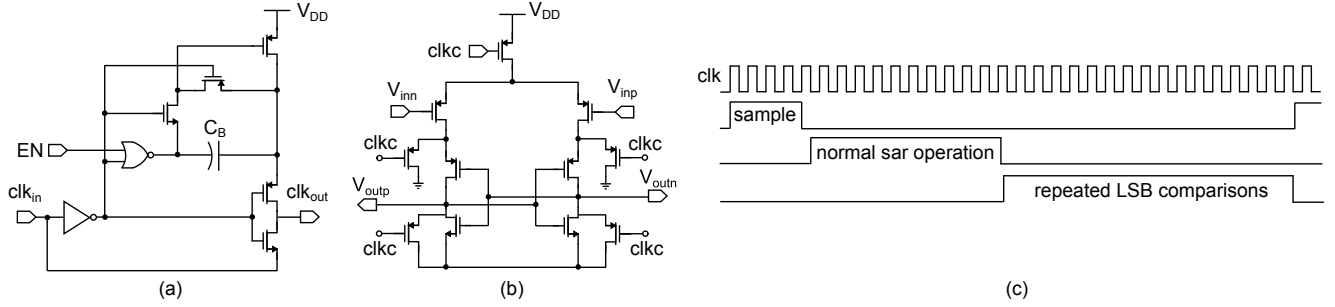 V_DD
C_B
EN
clk_in
clk_out
(a)
V_DD
clkc
V_inn
V_inp
clkc
clkc
V_outp
V_outn
clkc
clkc
(b)
clk
sample
normal sar operation
repeated LSB comparisons
(c)